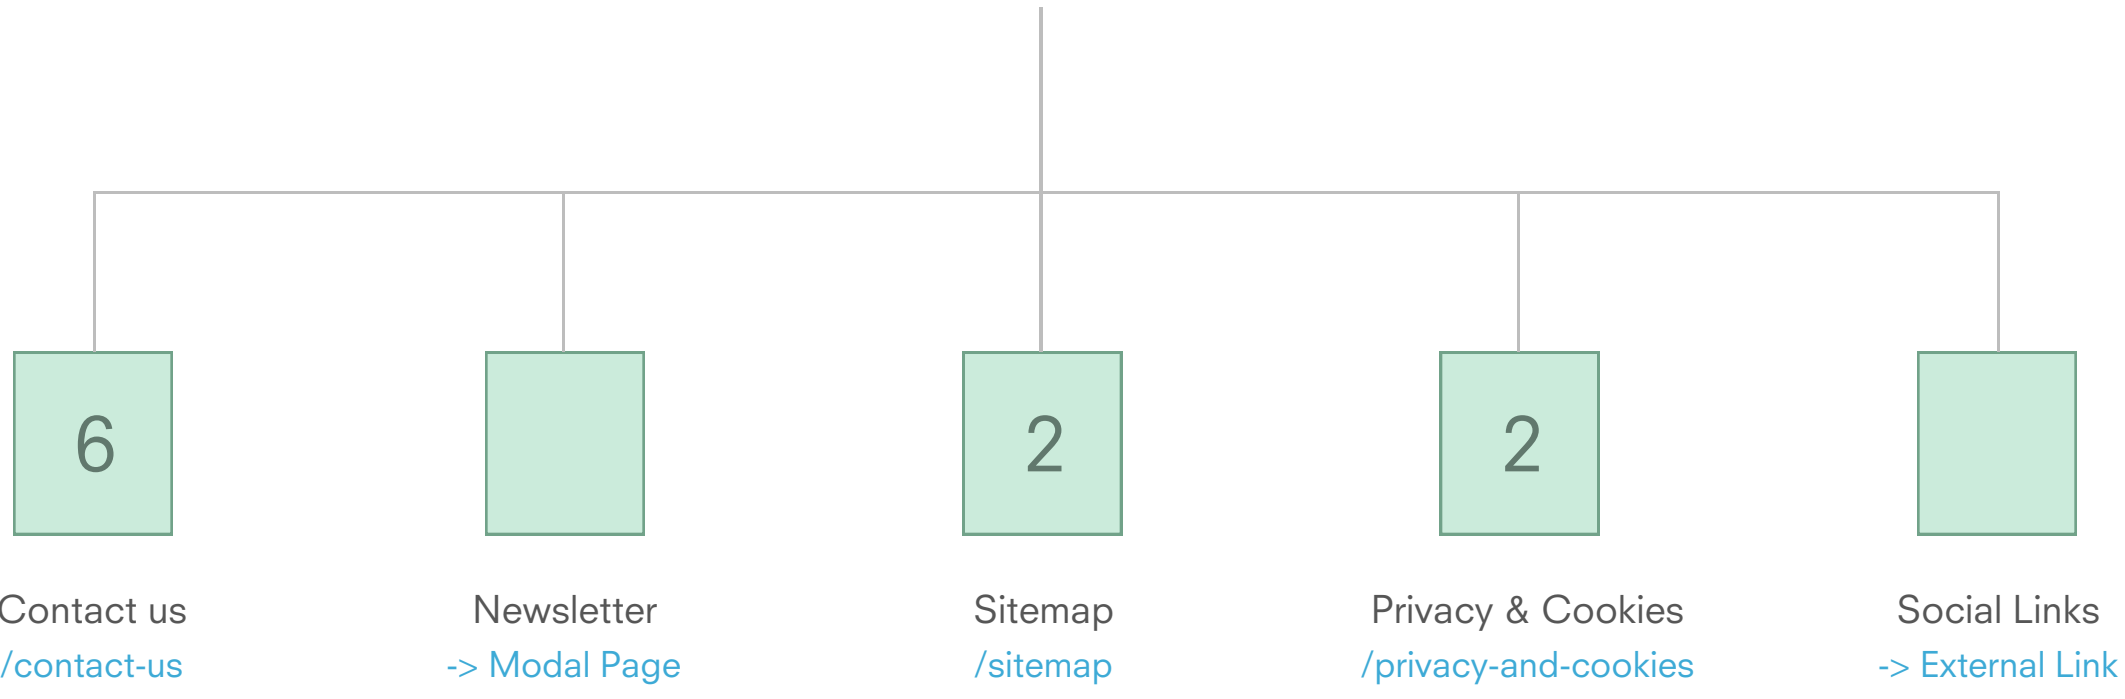 6
2
2
Contact us
/contact-us
Newsletter
-> Modal Page
Sitemap
/sitemap
Privacy & Cookies
/privacy-and-cookies
Social Links
-> External Link